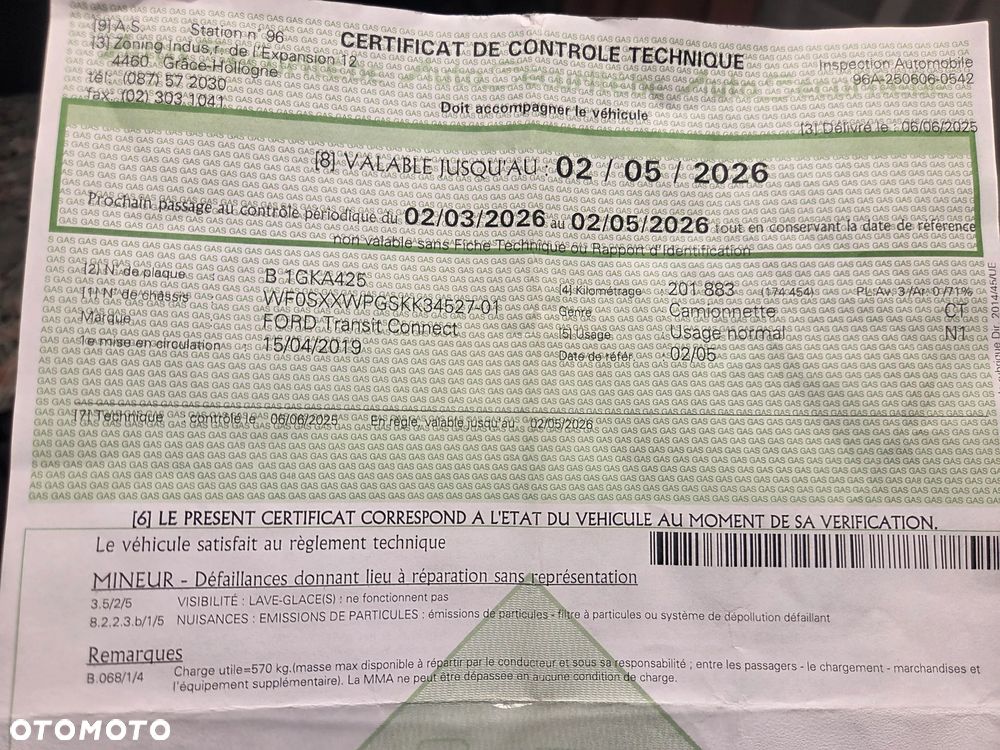 [9] A.S. Station n° 96
[3] Zoning Indus.f. de l'Expansion 12
4460 Grâce-Hollogne
tél.: (087) 57 2030
fax: (02) 303 1041
CERTIFICAT DE CONTROLE TECHNIQUE
Doit accompagner le véhicule
Inspection Automobile
96A-250606-0542
[3] Délivré le : 06/06/2025
[8] VALABLE JUSQU'AU : 02 / 05 / 2026
Prochain passage au contrôle périodique du 02/03/2026 au 02/05/2026 tout en conservant la date de référence
non valable sans Fiche Technique ou Rapport d'Identification
[2] N° de plaque B 1GKA425
[1] N° de châssis WF0SXXWPGSKK34527-01
Marque FORD Transit Connect
1e mise en circulation 15/04/2019
[4] Kilométrage 201 883 (174 454) PL: Av. 3/Ar. 0/71% 
Genre Camionnette CT
[5] Usage Usage normal N1
Date de référ. 02/05
[7] Technique contrôlé le 06/06/2025 En règle, valable jusqu'au 02/05/2026
[6] LE PRESENT CERTIFICAT CORRESPOND A L'ETAT DU VEHICULE AU MOMENT DE SA VERIFICATION.
Le véhicule satisfait au règlement technique
MINEUR - Défaillances donnant lieu à réparation sans représentation
3.5/2/5 VISIBILITÉ : LAVE-GLACE(S) : ne fonctionnent pas
8.2.2.3.b/1/5 NUISANCES : EMISSIONS DE PARTICULES : émissions de particules - filtre à particules ou système de dépollution défaillant
Remarques
B.068/1/4 Charge utile=570 kg.(masse max disponible à répartir par le conducteur et sous sa responsabilité ; entre les passagers - le chargement - marchandises et
l'équipement supplémentaire). La MMA ne peut être dépassée en aucune condition de charge.
OTOMOTO